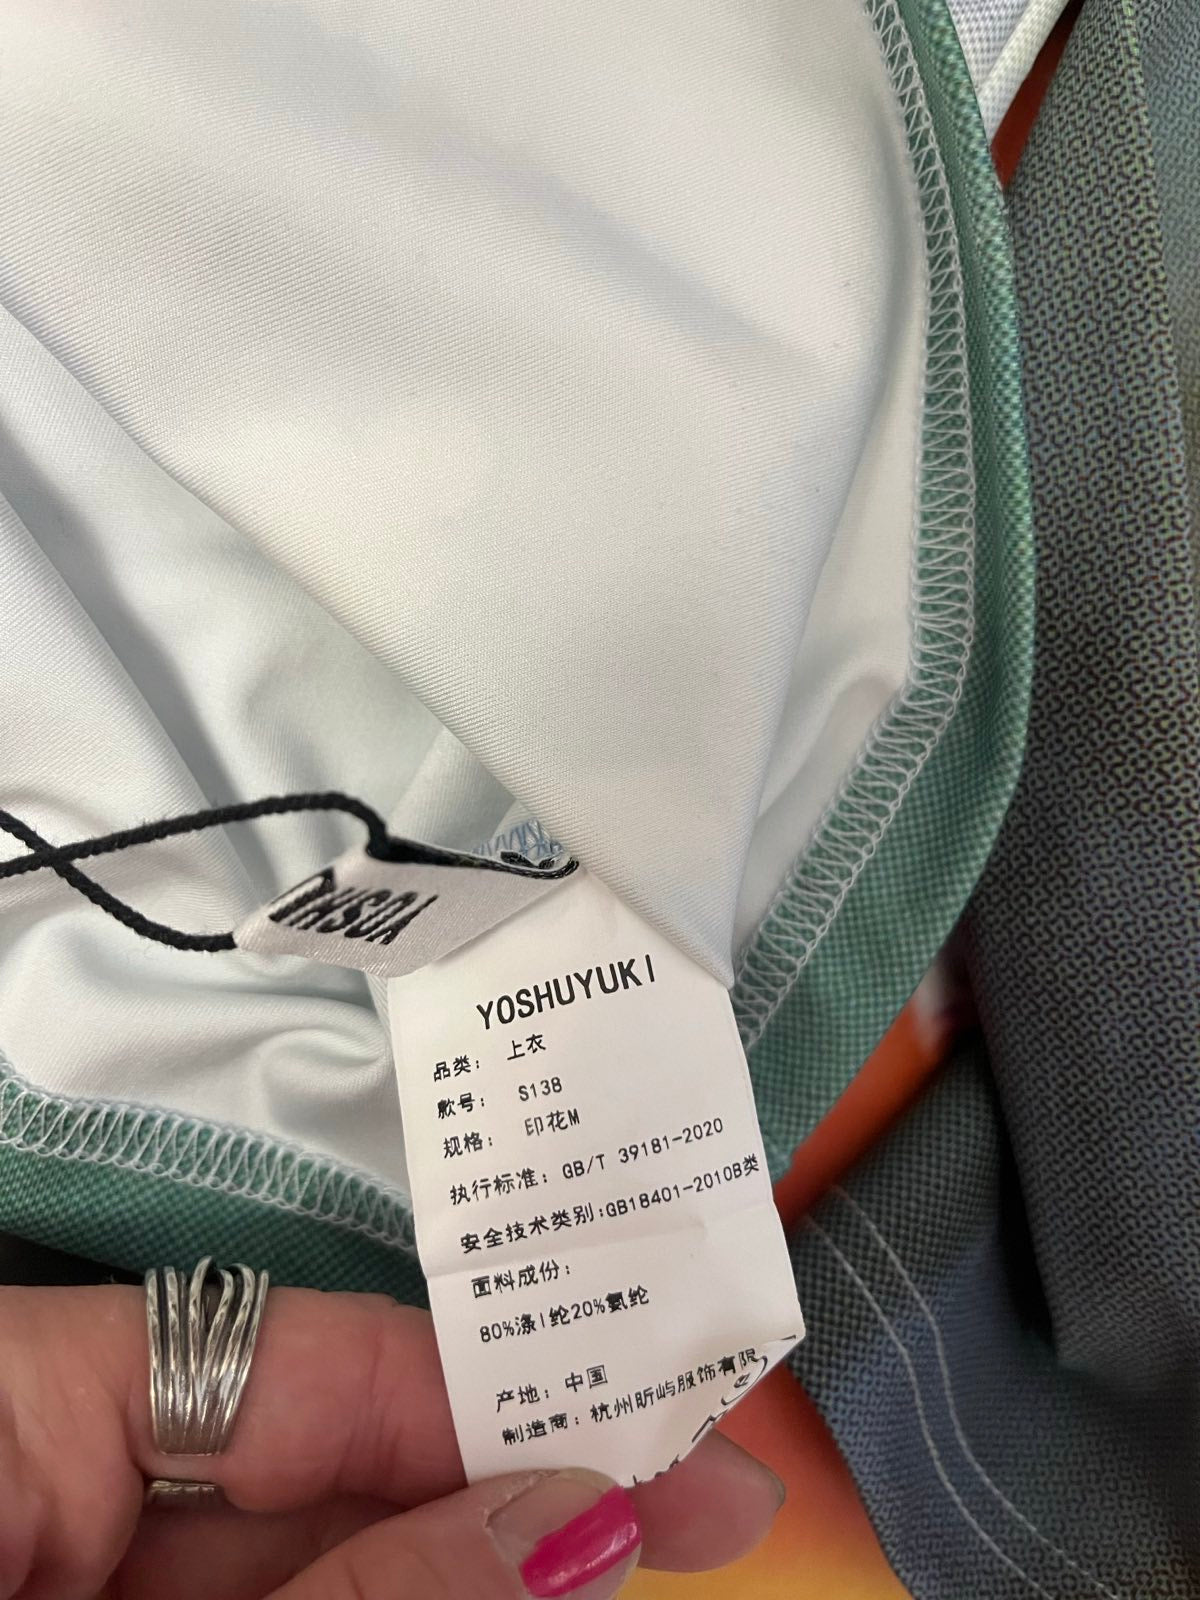 YOSHUYUKI
品类: 上衣
款号: S138
规格: 印花M
执行标准: GB/T 39181-2020
安全技术类别:GB18401-2010B类
面料成份:
80%涤纶20%氨纶
产地: 中国
制造商: 杭州昕屿服饰有限